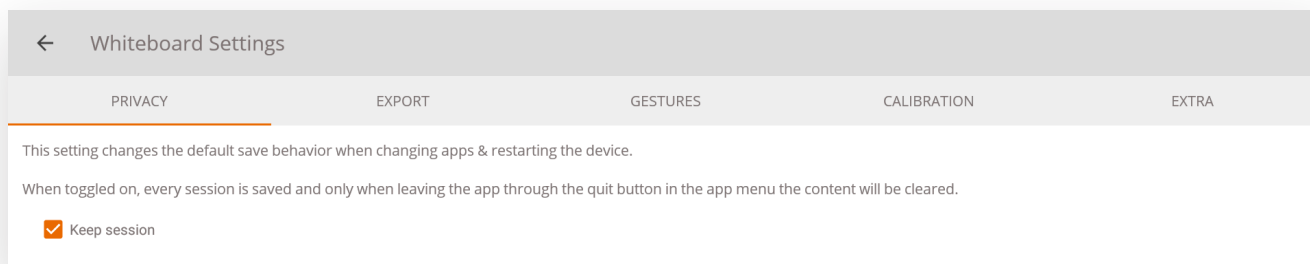 Whiteboard Settings
PRIVACY EXPORT GESTURES CALIBRATION EXTRA
This setting changes the default save behavior when changing apps & restarting the device.
When toggled on, every session is saved and only when leaving the app through the quit button in the app menu the content will be cleared.
Keep session